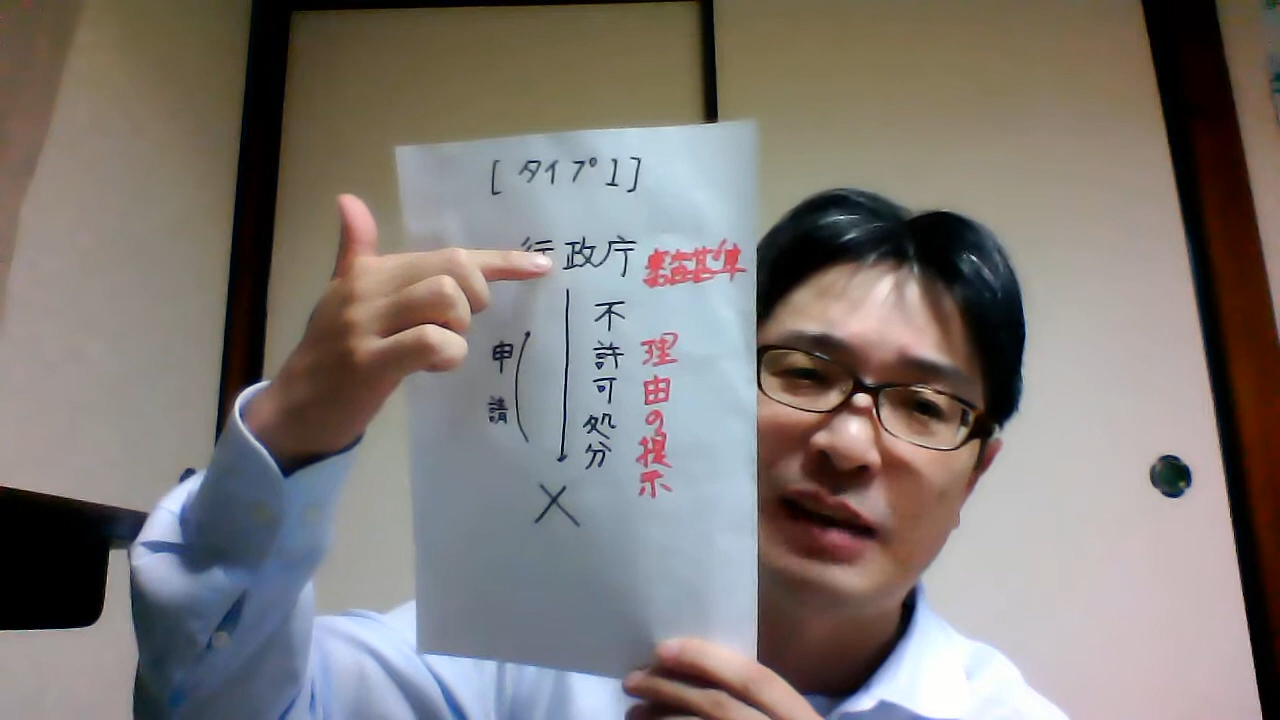 [タイプ1]
行政庁
審査基準
不許可処分
申請
理由の提示
X